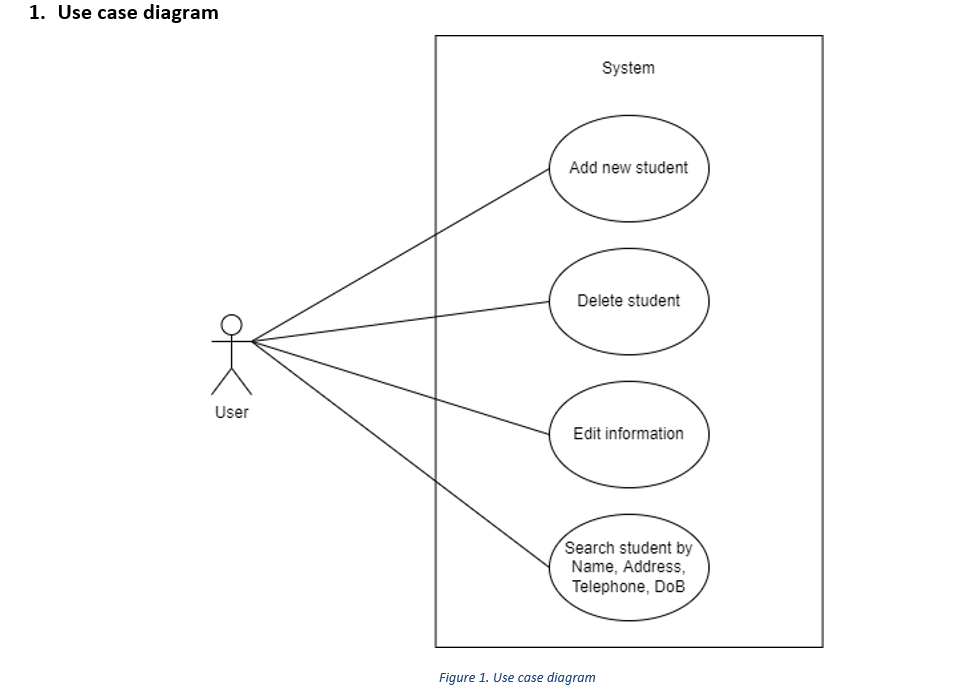 1. Use case diagram
System
Add new student
Delete student
User
Edit information
Search student by
Name, Address,
Telephone, DoB
Figure 1. Use case diagram